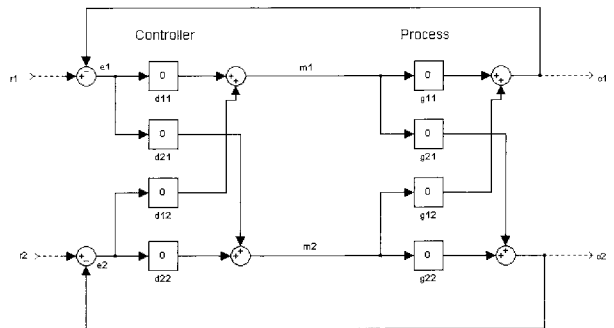 Controller Process
e1 m1
r1 0 0 o1
d11 g11
0 0
d21 g21
0 0
d12 g12
r2 m2 o2
e2 0 0
d22 g22